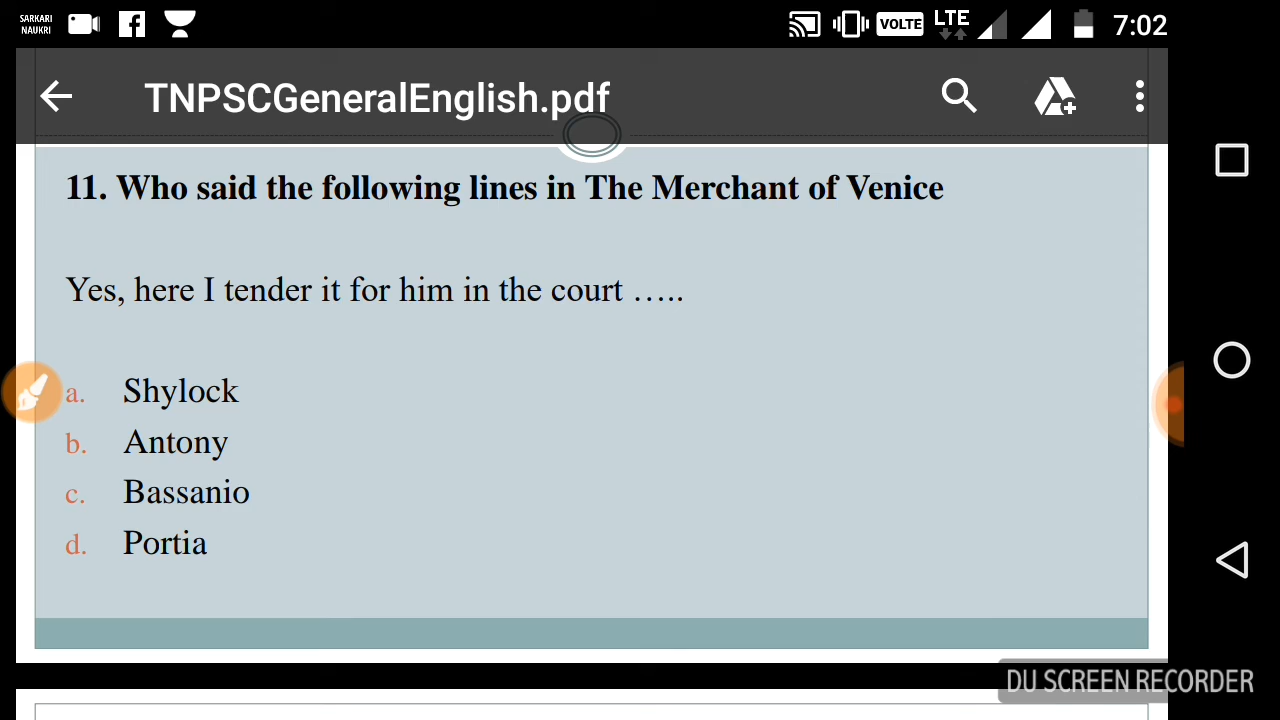 SARKARI
NAUKRI
VOLTE
LTE
7:02
TNPSCGeneralEnglish.pdf
11. Who said the following lines in The Merchant of Venice
Yes, here I tender it for him in the court …..
a. Shylock
b. Antony
c. Bassanio
d. Portia
DU SCREEN RECORDER